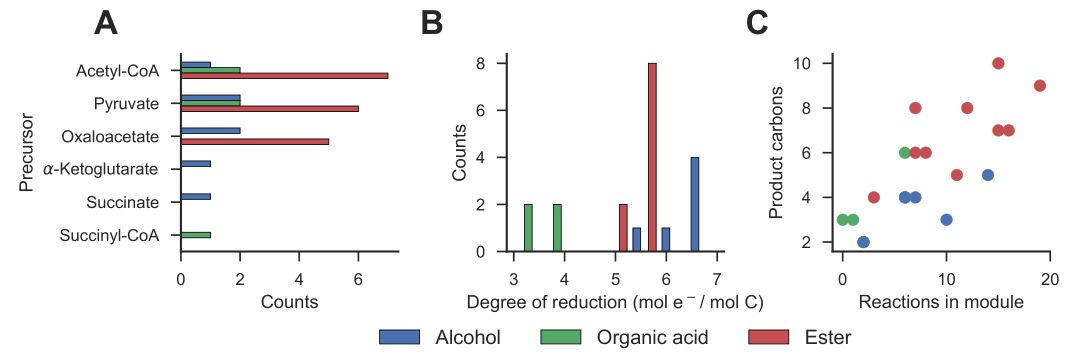 A
B
C
Precursor
Acetyl-CoA
Pyruvate
Oxaloacetate
α-Ketoglutarate
Succinate
Succinyl-CoA
0 2 4 6
Counts
Counts
8
6
4
2
0
3 4 5 6 7
Degree of reduction (mol e⁻ / mol C)
Product carbons
10
8
6
4
2
0 10 20
Reactions in module
Alcohol Organic acid Ester